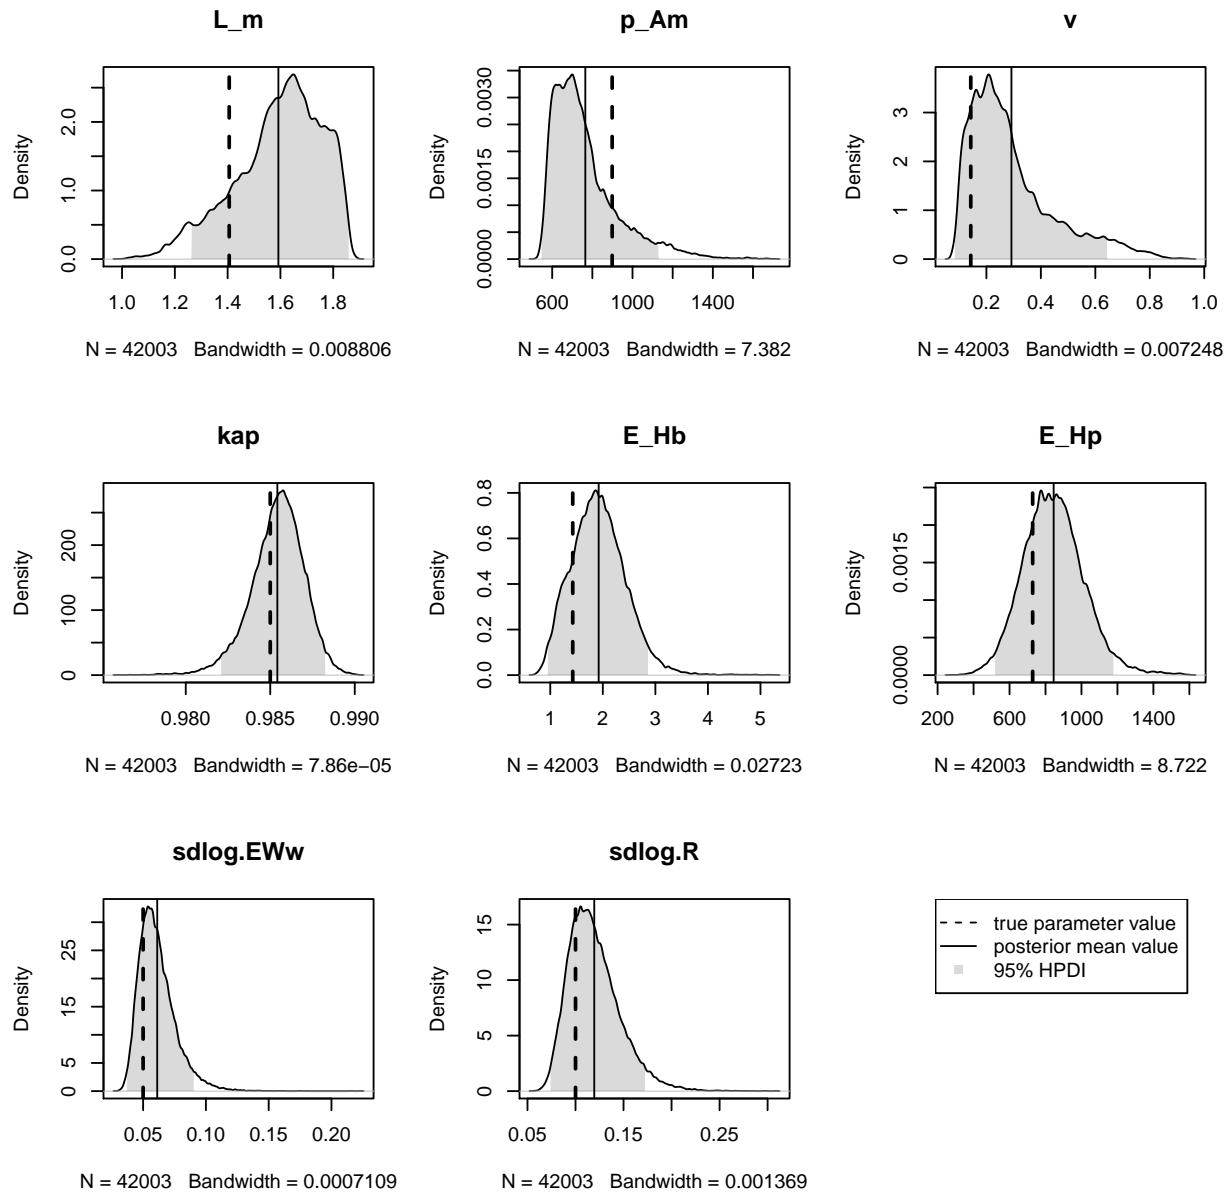 L_m
p_Am
v
Density
0.0 1.0 2.0
1.0 1.2 1.4 1.6 1.8
N = 42003 Bandwidth = 0.008806
Density
0.0000 0.0015 0.0030
600 1000 1400
N = 42003 Bandwidth = 7.382
Density
0 1 2 3
0.2 0.4 0.6 0.8 1.0
N = 42003 Bandwidth = 0.007248
kap
E_Hb
E_Hp
Density
0 100 200
0.980 0.985 0.990
N = 42003 Bandwidth = 7.86e−05
Density
0.0 0.2 0.4 0.6 0.8
1 2 3 4 5
N = 42003 Bandwidth = 0.02723
Density
0.0000 0.0015
200 600 1000 1400
N = 42003 Bandwidth = 8.722
sdlog.EWw
sdlog.R
Density
0 5 15 25
0.05 0.10 0.15 0.20
N = 42003 Bandwidth = 0.0007109
Density
0 5 10 15
0.05 0.15 0.25
N = 42003 Bandwidth = 0.001369
true parameter value
posterior mean value
95% HPDI